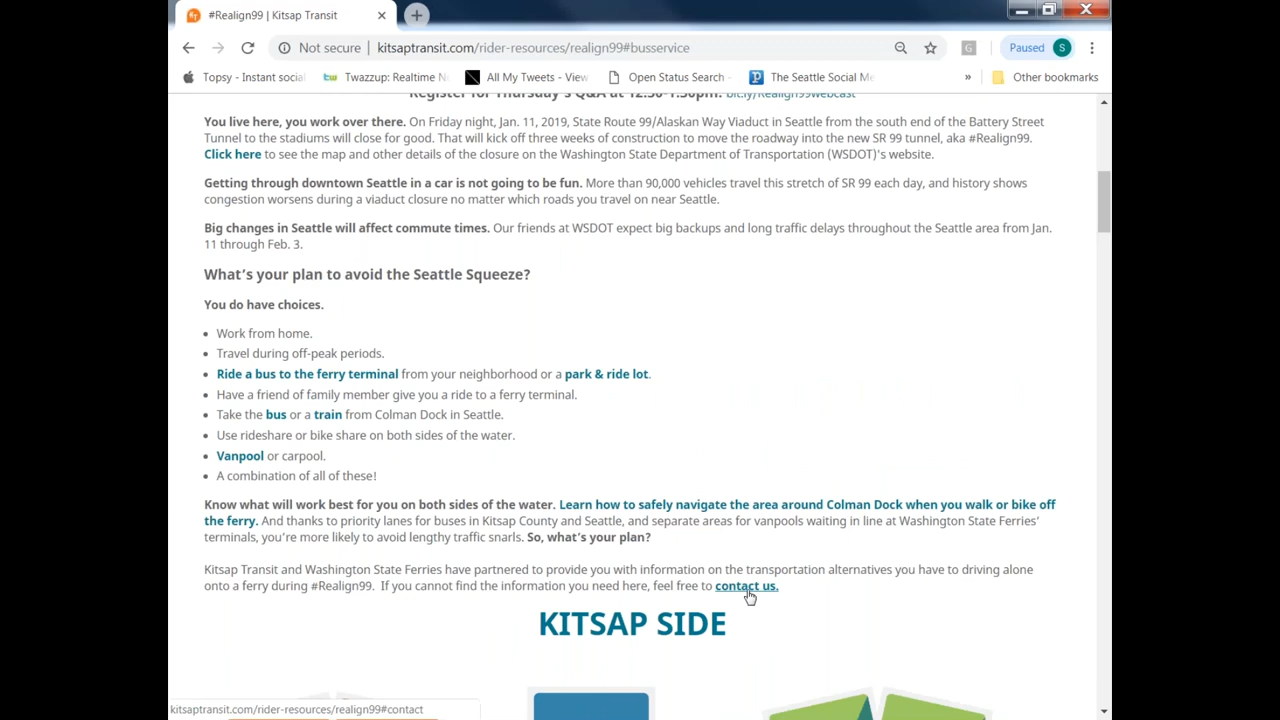 #Realign99 | Kitsap Transit
Not secure | kitsaptransit.com/rider-resources/realign99#busservice
Paused S
Topsy - Instant social Twazzup: Realtime N All My Tweets - View Open Status Search - The Seattle Social Me » Other bookmarks
Register for Thursday's Q&A at 12:30-1:30pm: bit.ly/Realign99webcast
You live here, you work over there. On Friday night, Jan. 11, 2019, State Route 99/Alaskan Way Viaduct in Seattle from the south end of the Battery Street
Tunnel to the stadiums will close for good. That will kick off three weeks of construction to move the roadway into the new SR 99 tunnel, aka #Realign99.
Click here to see the map and other details of the closure on the Washington State Department of Transportation (WSDOT)'s website.
Getting through downtown Seattle in a car is not going to be fun. More than 90,000 vehicles travel this stretch of SR 99 each day, and history shows
congestion worsens during a viaduct closure no matter which roads you travel on near Seattle.
Big changes in Seattle will affect commute times. Our friends at WSDOT expect big backups and long traffic delays throughout the Seattle area from Jan.
11 through Feb. 3.
What's your plan to avoid the Seattle Squeeze?
You do have choices.
• Work from home.
• Travel during off-peak periods.
• Ride a bus to the ferry terminal from your neighborhood or a park & ride lot.
• Have a friend of family member give you a ride to a ferry terminal.
• Take the bus or a train from Colman Dock in Seattle.
• Use rideshare or bike share on both sides of the water.
• Vanpool or carpool.
• A combination of all of these!
Know what will work best for you on both sides of the water. Learn how to safely navigate the area around Colman Dock when you walk or bike off
the ferry. And thanks to priority lanes for buses in Kitsap County and Seattle, and separate areas for vanpools waiting in line at Washington State Ferries'
terminals, you're more likely to avoid lengthy traffic snarls. So, what's your plan?
Kitsap Transit and Washington State Ferries have partnered to provide you with information on the transportation alternatives you have to driving alone
onto a ferry during #Realign99. If you cannot find the information you need here, feel free to contact us.
KITSAP SIDE
kitsaptransit.com/rider-resources/realign99#contact